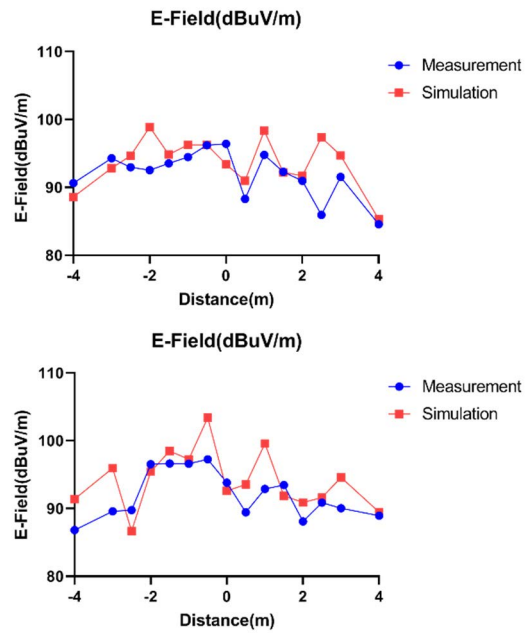 E-Field(dBuV/m)
110
100
90
80
E-Field(dBuV/m)
-4
-2
0
2
4
Distance(m)
Measurement
Simulation
E-Field(dBuV/m)
110
100
90
80
E-Field(dBuV/m)
-4
-2
0
2
4
Distance(m)
Measurement
Simulation